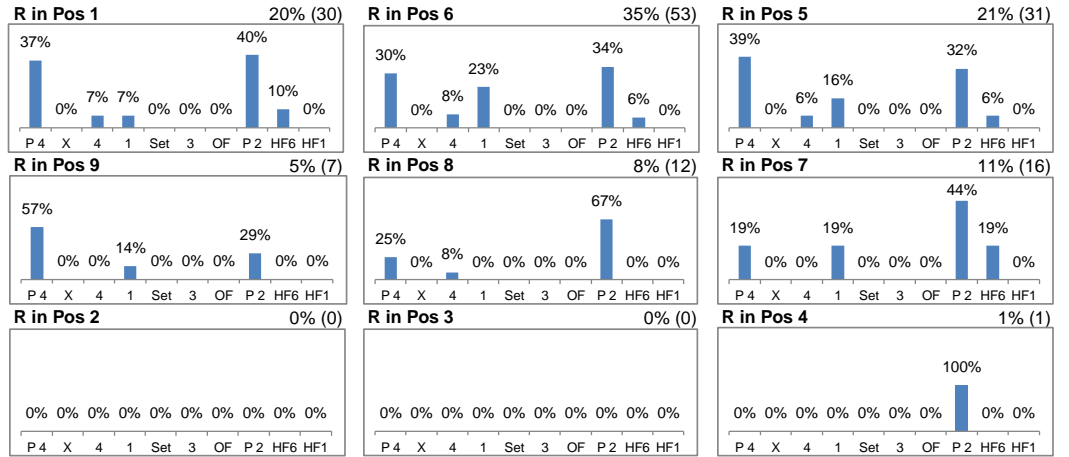 R in Pos 1 20% (30) R in Pos 6 35% (53) R in Pos 5 21% (31)
37% 0% 7% 7% 0% 0% 0% 40% 10% 0% 30% 0% 8% 23% 0% 0% 0% 34% 6% 0% 39% 0% 6% 16% 0% 0% 0% 32% 6% 0%
P 4 X 4 1 Set 3 OF P 2 HF6 HF1 P 4 X 4 1 Set 3 OF P 2 HF6 HF1 P 4 X 4 1 Set 3 OF P 2 HF6 HF1
R in Pos 9 5% (7) R in Pos 8 8% (12) R in Pos 7 11% (16)
57% 0% 0% 14% 0% 0% 0% 29% 0% 0% 25% 0% 8% 0% 0% 0% 0% 67% 0% 0% 19% 0% 0% 19% 0% 0% 0% 44% 19% 0%
P 4 X 4 1 Set 3 OF P 2 HF6 HF1 P 4 X 4 1 Set 3 OF P 2 HF6 HF1 P 4 X 4 1 Set 3 OF P 2 HF6 HF1
R in Pos 2 0% (0) R in Pos 3 0% (0) R in Pos 4 1% (1)
0% 0% 0% 0% 0% 0% 0% 0% 0% 0% 0% 0% 0% 0% 0% 0% 0% 0% 0% 0% 0% 0% 0% 0% 0% 0% 0% 100% 0% 0%
P 4 X 4 1 Set 3 OF P 2 HF6 HF1 P 4 X 4 1 Set 3 OF P 2 HF6 HF1 P 4 X 4 1 Set 3 OF P 2 HF6 HF1